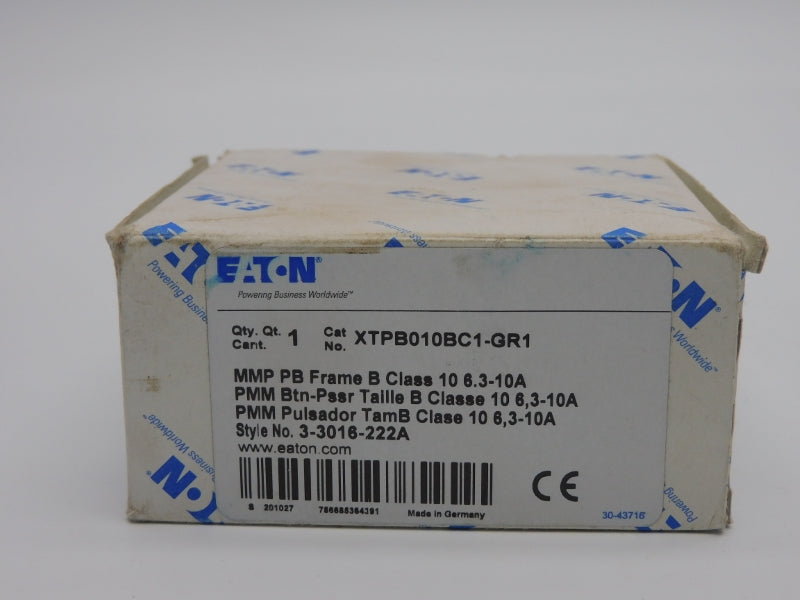 EATON
Powering Business Worldwide™
Qty. Qt. Cant. 1 Cat No. XTPB010BC1-GR1
MMP PB Frame B Class 10 6.3-10A
PMM Btn-Pssr Taille B Classe 10 6,3-10A
PMM Pulsador TamB Clase 10 6,3-10A
Style No. 3-3016-222A
www.eaton.com
CE
S 201027 786685364391 Made in Germany
30-43716